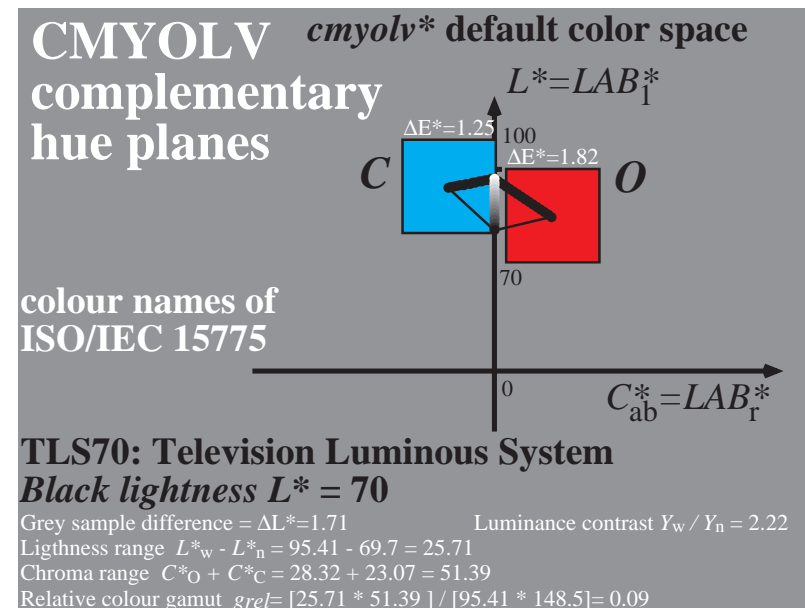 CMYOLV
complementary
hue planes
cmyolv* default color space
L*=LAB*1
ΔE*=1.25
100
ΔE*=1.82
C
O
70
colour names of
ISO/IEC 15775
0
C*ab=LAB*r
TLS70: Television Luminous System
Black lightness L* = 70
Grey sample difference = ΔL*=1.71 Luminance contrast Yw / Yn = 2.22
Ligthness range L*w - L*n = 95.41 - 69.7 = 25.71
Chroma range C*O + C*C = 28.32 + 23.07 = 51.39
Relative colour gamut grel= [25.71 * 51.39 ] / [95.41 * 148.5]= 0.09